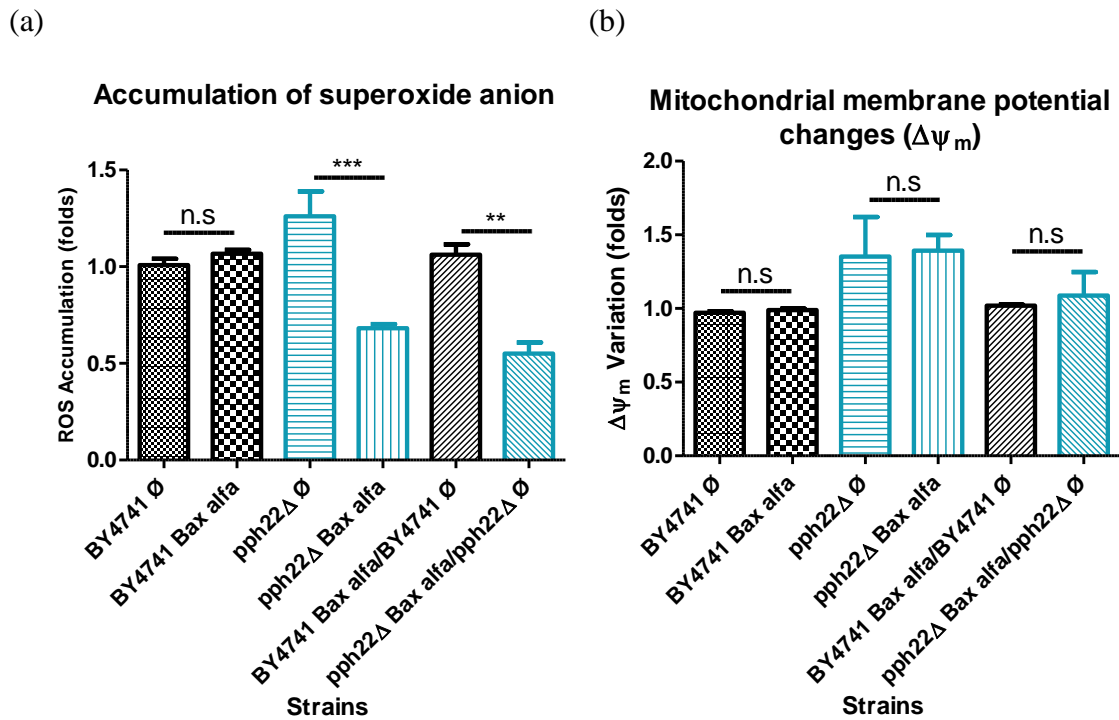 (a)
Accumulation of superoxide anion
ROS Accumulation (folds)
1.5
1.0
0.5
0.0
n.s
***
**
BY4741 Ø
BY4741 Bax alfa
pph22Δ Ø
pph22Δ Bax alfa
BY4741 Bax alfa/BY4741 Ø
pph22Δ Bax alfa/pph22Δ Ø
Strains
(b)
Mitochondrial membrane potential
changes (Δψ m)
Δψm Variation (folds)
2.0
1.5
1.0
0.5
0.0
n.s
n.s
n.s
BY4741 Ø
BY4741 Bax alfa
pph22Δ Ø
pph22Δ Bax alfa
BY4741 Bax alfa/BY4741 Ø
pph22Δ Bax alfa/pph22Δ Ø
Strains